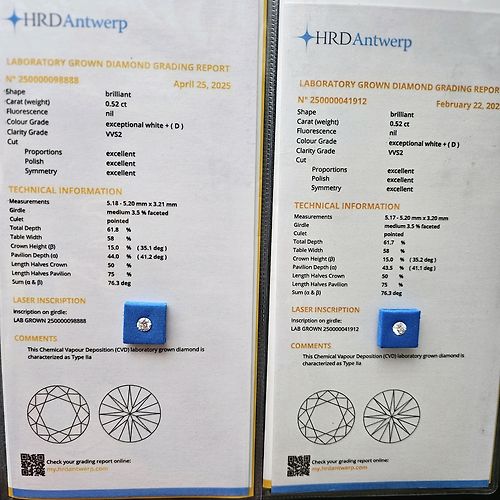 HRDAntwerp
LABORATORY GROWN DIAMOND GRADING REPORT
N° 250000098888
April 25, 2025
Shape brilliant
Carat (weight) 0.52 ct
Fluorescence nil
Colour Grade exceptional white + ( D )
Clarity Grade VVS2
Cut
Proportions excellent
Polish excellent
Symmetry excellent
TECHNICAL INFORMATION
Measurements 5.18 - 5.20 mm x 3.21 mm
Girdle medium 3.5 % faceted
Culet pointed
Total Depth 61.8 %
Table Width 58 %
Crown Height (β) 15.0 % ( 35.1 deg )
Pavilion Depth (α) 44.0 % ( 41.2 deg )
Length Halves Crown 50 %
Length Halves Pavilion 75 %
Sum (α & β) 76.3 deg
LASER INSCRIPTION
Inscription on girdle:
LAB GROWN 250000098888
COMMENTS
This Chemical Vapour Deposition (CVD) laboratory grown diamond is
characterized as Type IIa
Check your grading report online:
my.hrdantwerp.com
HRDAntwerp
LABORATORY GROWN DIAMOND GRADING REPORT
N° 250000041912
February 22, 202
Shape brilliant
Carat (weight) 0.52 ct
Fluorescence nil
Colour Grade exceptional white + ( D )
Clarity Grade VVS2
Cut
Proportions excellent
Polish excellent
Symmetry excellent
TECHNICAL INFORMATION
Measurements 5.17 - 5.20 mm x 3.20 mm
Girdle medium 3.5 % faceted
Culet pointed
Total Depth 61.7 %
Table Width 58 %
Crown Height (β) 15.0 % ( 35.2 deg )
Pavilion Depth (α) 43.5 % ( 41.1 deg )
Length Halves Crown 50 %
Length Halves Pavilion 75 %
Sum (α & β) 76.3 deg
LASER INSCRIPTION
Inscription on girdle:
LAB GROWN 250000041912
COMMENTS
This Chemical Vapour Deposition (CVD) laboratory grown diamond is
characterized as Type IIa
Check your grading report online:
my.hrdantwerp.com